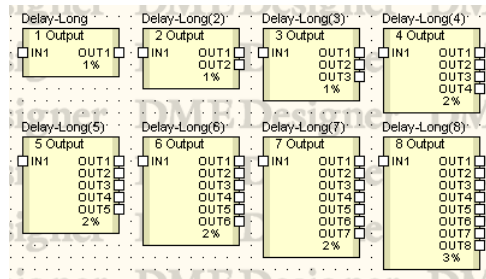 Delay-Long
1 Output
IN1 OUT1
1%
Delay-Long(2)
2 Output
IN1 OUT1
OUT2
1%
Delay-Long(3)
3 Output
IN1 OUT1
OUT2
OUT3
1%
Delay-Long(4)
4 Output
IN1 OUT1
OUT2
OUT3
OUT4
2%
Delay-Long(5)
5 Output
IN1 OUT1
OUT2
OUT3
OUT4
OUT5
2%
Delay-Long(6)
6 Output
IN1 OUT1
OUT2
OUT3
OUT4
OUT5
OUT6
2%
Delay-Long(7)
7 Output
IN1 OUT1
OUT2
OUT3
OUT4
OUT5
OUT6
OUT7
2%
Delay-Long(8)
8 Output
IN1 OUT1
OUT2
OUT3
OUT4
OUT5
OUT6
OUT7
OUT8
3%
DME Designer